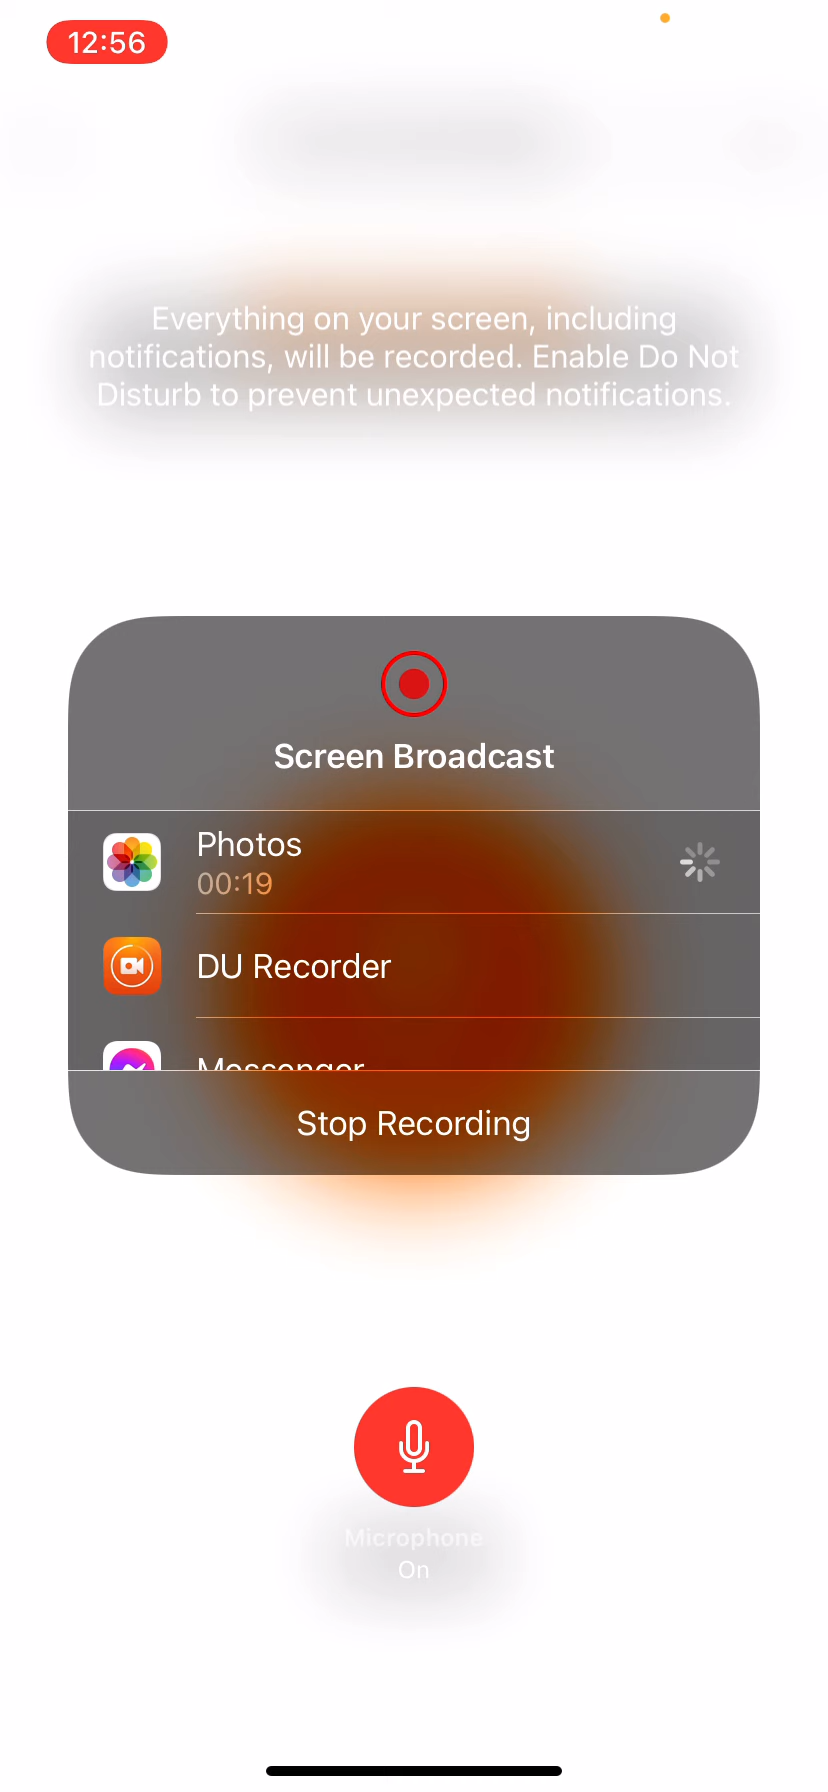 12:56
Everything on your screen, including
notifications, will be recorded. Enable Do Not
Disturb to prevent unexpected notifications.
Screen Broadcast
Photos
00:19
DU Recorder
Messenger
Stop Recording
Microphone
On